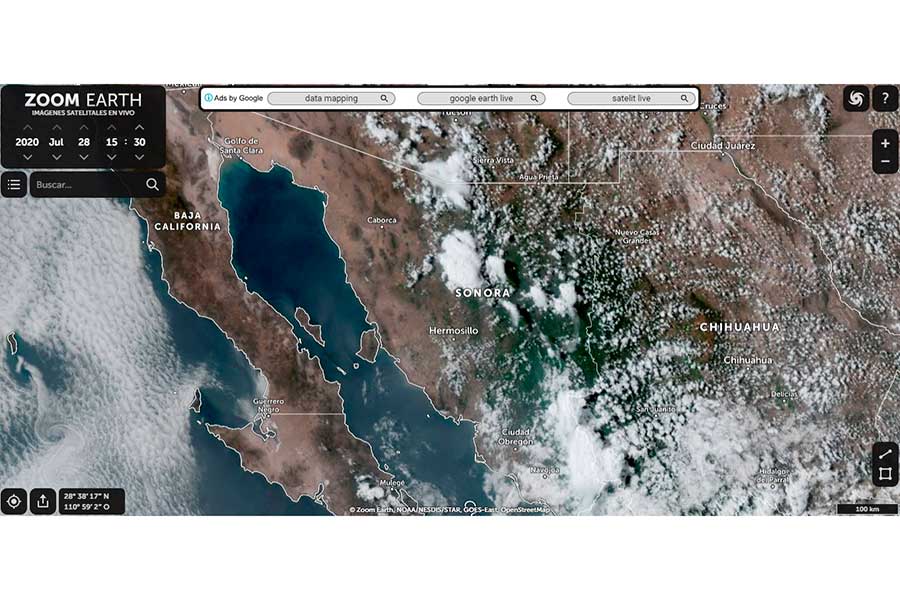 ZOOM EARTH
IMÁGENES SATELITALES EN VIVO
2020 Jul 28 15 : 30
Buscar...
Ads by Google
data mapping
google earth live
satelit live
?
+
−
Tucson
Golfo de
Santa Clara
Sierra Vista
Agua Prieta
Ciudad Juárez
BAJA
CALIFORNIA
Caborca
Nuevo Casas
Grandes
SONORA
Hermosillo
CHIHUAHUA
Chihuahua
Delicias
Guerrero
Negro
San Juanito
Ciudad
Obregón
Navojoa
Hidalgo
del Parral
Mulegé
28° 38' 17" N
110° 59' 2" O
© Zoom Earth, NOAA/NESDIS/STAR, GOES-East, OpenStreetMap
100 km